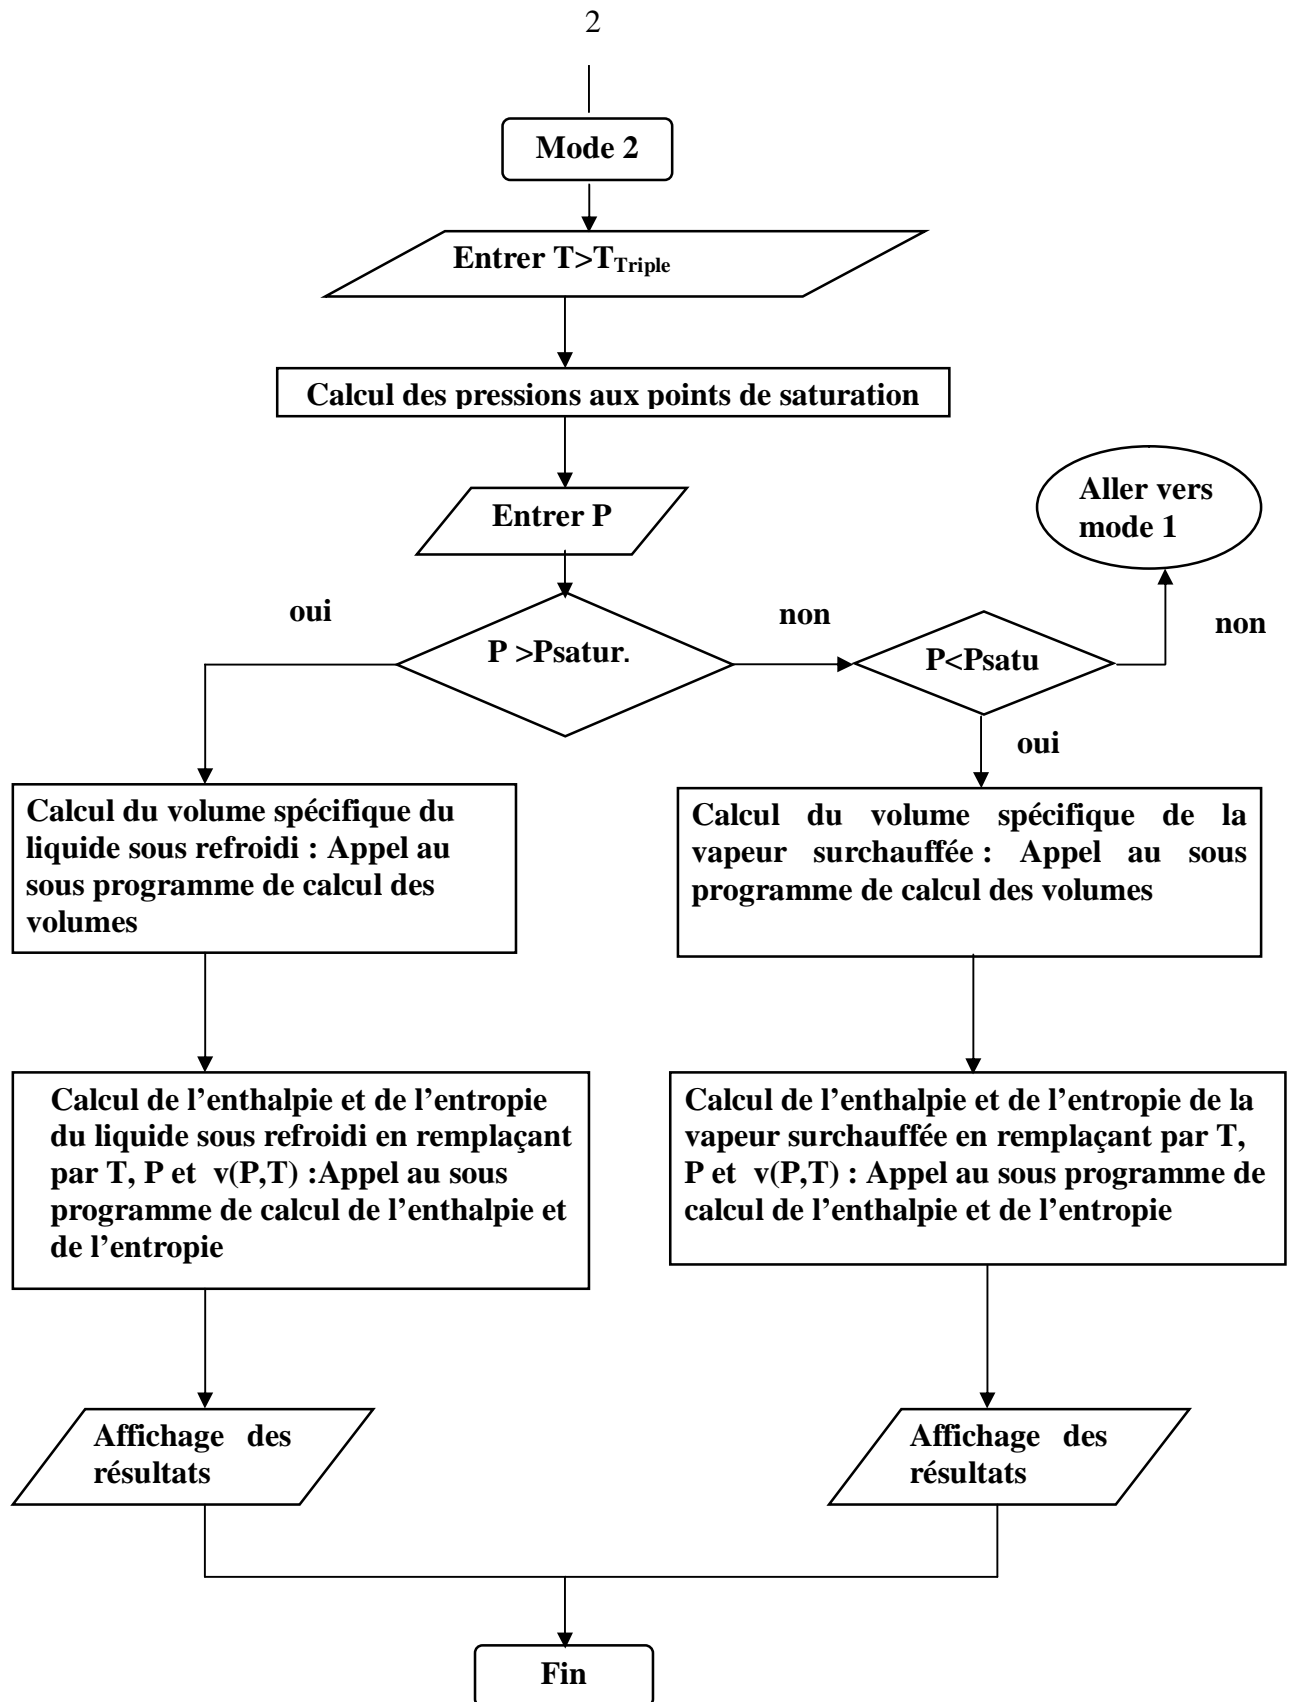 2
Mode 2
Entrer T>TTriple
Calcul des pressions aux points de saturation
Entrer P
Aller vers
mode 1
oui
non
non
P >Psatur.
P<Psatu
oui
Calcul du volume spécifique du
liquide sous refroidi : Appel au
sous programme de calcul des
volumes
Calcul du volume spécifique de la
vapeur surchauffée : Appel au sous
programme de calcul des volumes
Calcul de l’enthalpie et de l’entropie
du liquide sous refroidi en remplaçant
par T, P et v(P,T) :Appel au sous
programme de calcul de l’enthalpie et
de l’entropie
Calcul de l’enthalpie et de l’entropie de la
vapeur surchauffée en remplaçant par T,
P et v(P,T) : Appel au sous programme de
calcul de l’enthalpie et de l’entropie
Affichage des
résultats
Affichage des
résultats
Fin